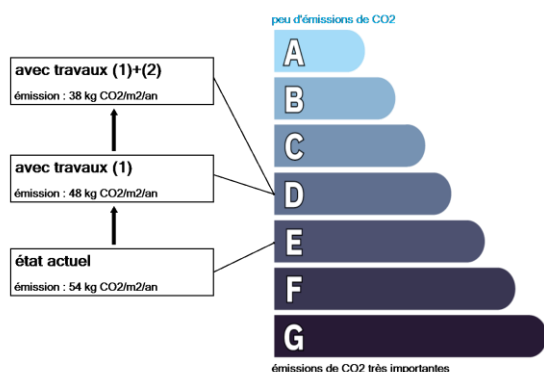 peu d'émissions de CO2
avec travaux (1)+(2)
émission : 38 kg CO2/m2/an
avec travaux (1)
émission : 48 kg CO2/m2/an
état actuel
émission : 54 kg CO2/m2/an
A
B
C
D
E
F
G
émissions de CO2 très importantes